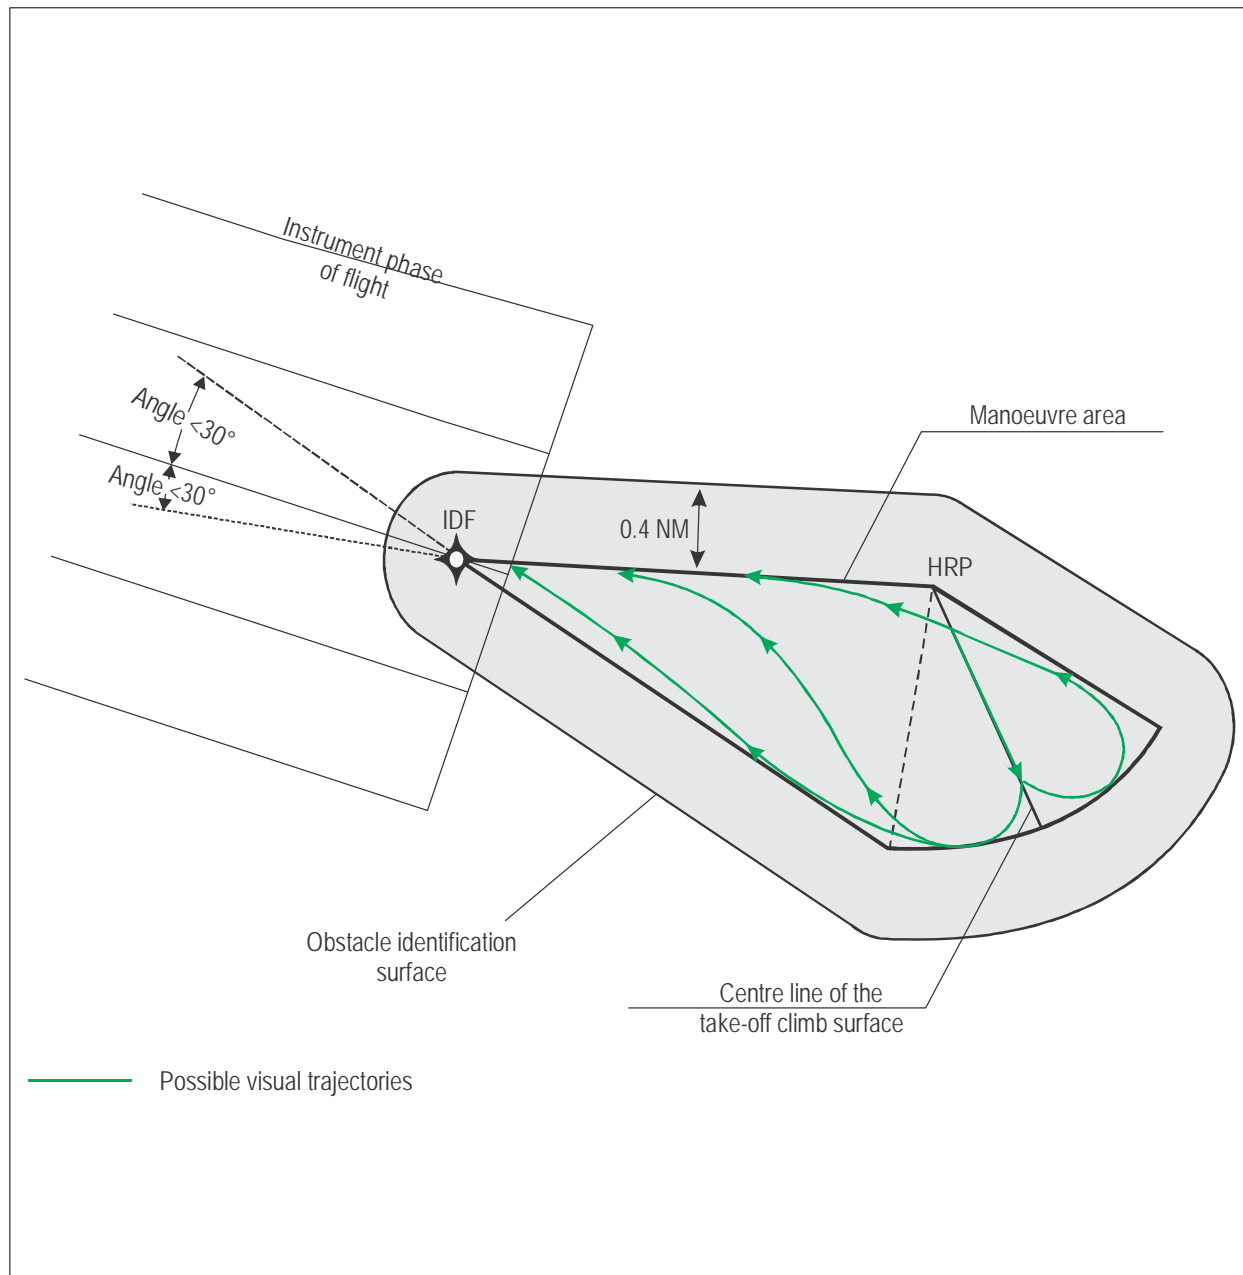 Instrument phase
of flight
Angle <30°
Angle <30°
Manoeuvre area
IDF
0.4 NM
HRP
Obstacle identification
surface
Centre line of the
take-off climb surface
Possible visual trajectories